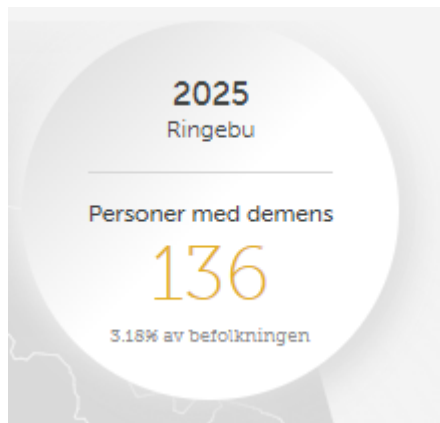 2025
Ringebu
Personer med demens
136
3.18% av befolkningen